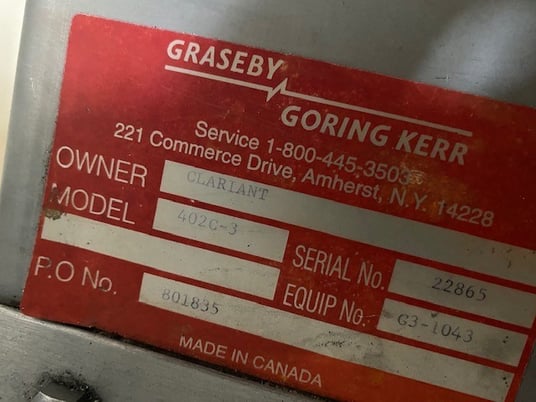 GRASEBY
GORING KERR
Service 1-800-445-3503
221 Commerce Drive, Amherst, N.Y. 14228
OWNER CLARIANT
MODEL 402C-3
SERIAL No. 22865
P.O No. 801835
EQUIP No. G3-1043
MADE IN CANADA